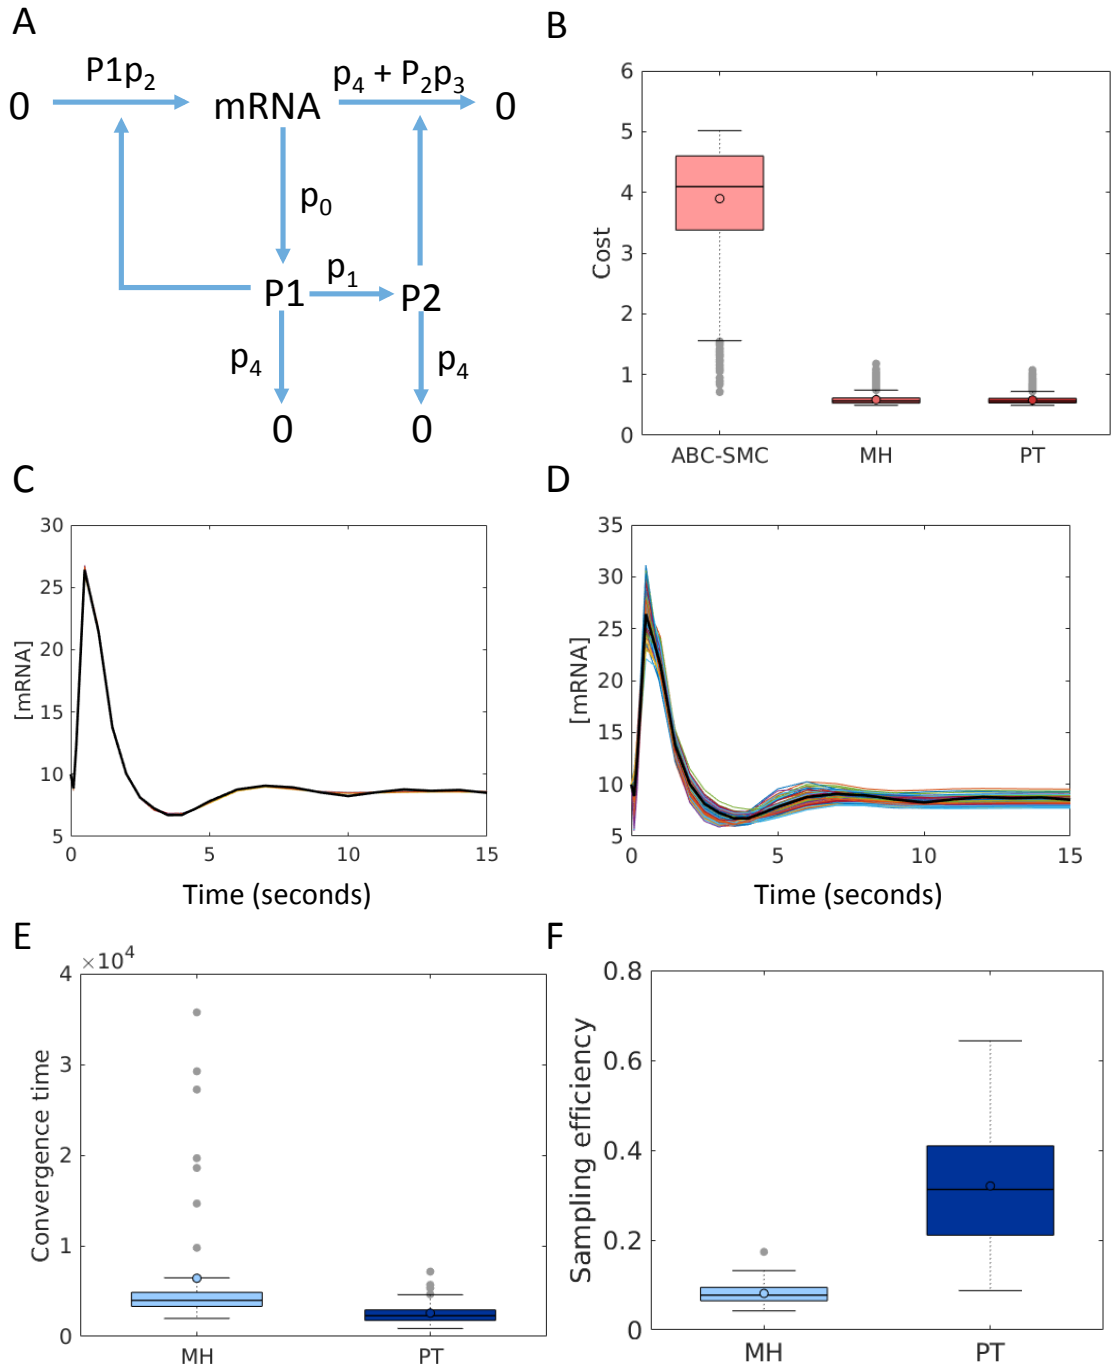 A
P1p2
p4 + P2p3
0
mRNA
0
p0
p1
P1
P2
p4
p4
0
0
B
6
5
4
3
2
1
0
Cost
ABC-SMC
MH
PT
C
30
25
20
15
10
5
[mRNA]
0
5
10
15
Time (seconds)
D
35
30
25
20
15
10
5
[mRNA]
0
5
10
15
Time (seconds)
E
×10^4
4
3
2
1
0
Convergence time
MH
PT
F
0.8
0.6
0.4
0.2
0
Sampling efficiency
MH
PT